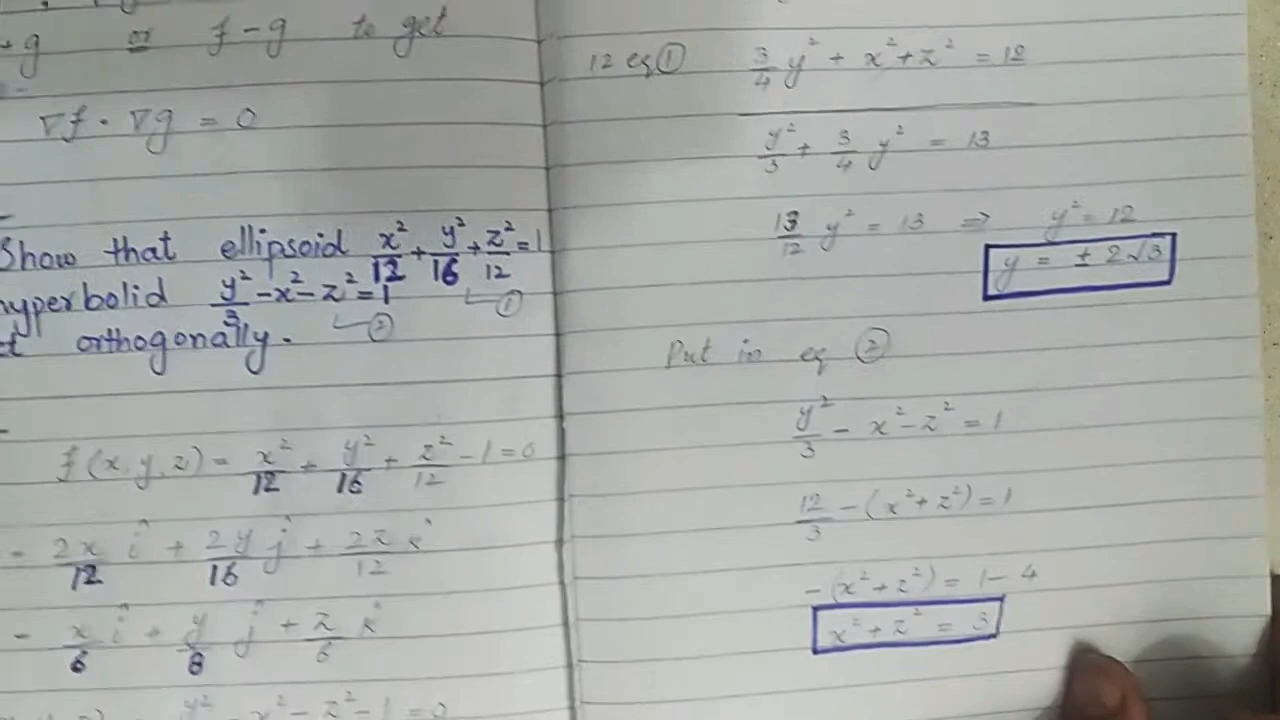 +g or f - g to get
∇f · ∇g = 0
Show that ellipsoid x²/12 + y²/16 + z²/12 = 1
hyperbolid y²/3 - x² - z² = 1 ①
②
orthogonally.
f(x, y, z) = x²/12 + y²/16 + z²/12 - 1 = 0
= 2x/12 î + 2y/16 ĵ + 2z/12 k̂
= x/6 î + y/8 ĵ + z/6 k̂
y² - x² - z² - 1 = 0
12 eq ① 3/4 y² + x² + z² = 12
y²/3 + 3/4 y² = 13
13/12 y² = 13 ⇒ y² = 12
y = ± 2√3
Put in eq ②
y²/3 - x² - z² = 1
12/3 - (x² + z²) = 1
- (x² + z²) = 1 - 4
x² + z² = 3